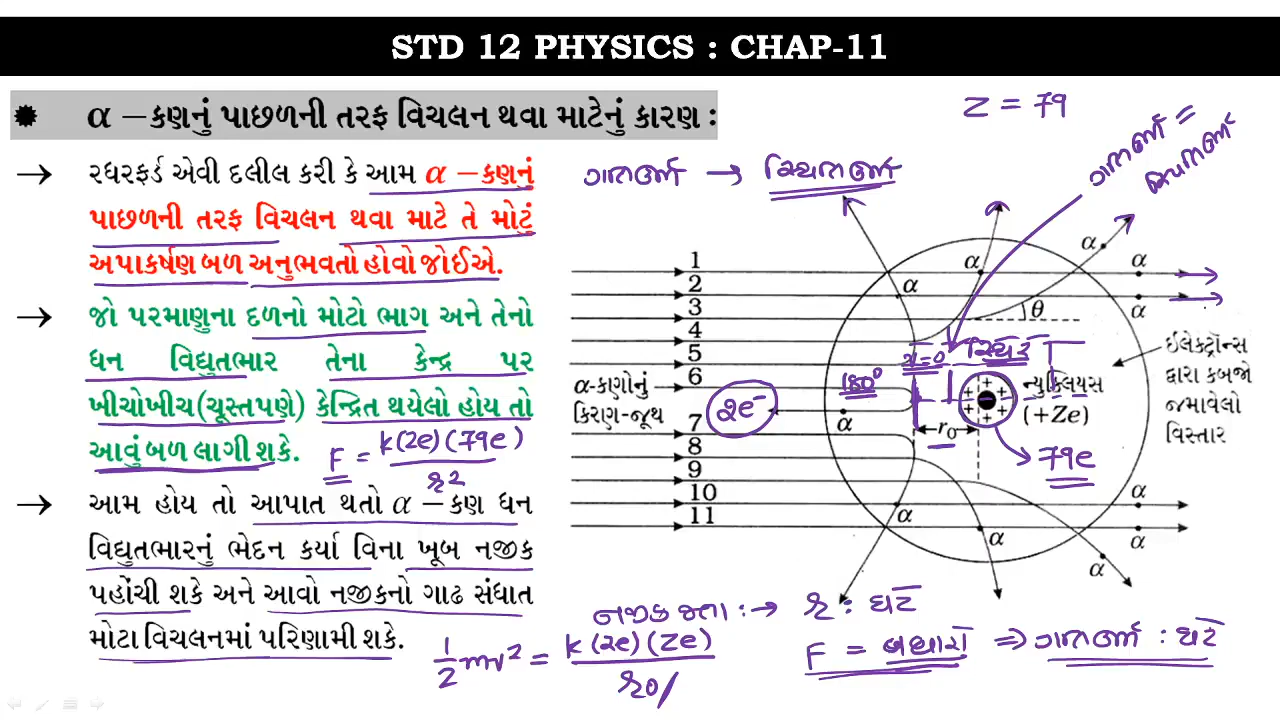 STD 12 PHYSICS : CHAP-11
✸ α – કણનું પાછળની તરફ વિચલન થવા માટેનું કારણ :
Z = 79
→ રધરફર્ડ એવી દલીલ કરી કે આમ α – કણનું
પાછળની તરફ વિચલન થવા માટે તે મોટું
અપાકર્ષણ બળ અનુભવતો હોવો જોઈએ.
→ જો પરમાણુના દળનો મોટો ભાગ અને તેનો
ધન વિદ્યુતભાર તેના કેન્દ્ર પર
ખીચોખીચ(ચૂસ્તપણે) કેન્દ્રિત થયેલો હોય તો
આવું બળ લાગી શકે.
F = k(2e)(79e) / r2
→ આમ હોય તો આપાત થતો α – કણ ધન
વિદ્યુતભારનું ભેદન કર્યા વિના ખૂબ નજીક
પહોંચી શકે અને આવો નજીકનો ગાઢ સંઘાત
મોટા વિચલનમાં પરિણામી શકે.
1/2 mv2 = k(2e)(Ze) / r0
ગતિઊર્જા → સ્થિતિઊર્જા
ગતિઊર્જા =
સ્થિતિઊર્જા
1
2
3
4
5
6
7
8
9
10
11
α
α
α
α
α
θ
α-કણોનું
કિરણ-જૂથ
2e-
180°
સ્થિર
α
r0
ન્યુક્લિયસ
(+Ze)
79e
ઇલેક્ટ્રૉન્સ
દ્વારા કબજો
જમાવેલો
વિસ્તાર
α
α
α
α
α
નજીક જતા : → r : ઘટે
F = વધારો ⇒ ગતિઊર્જા : ઘટે